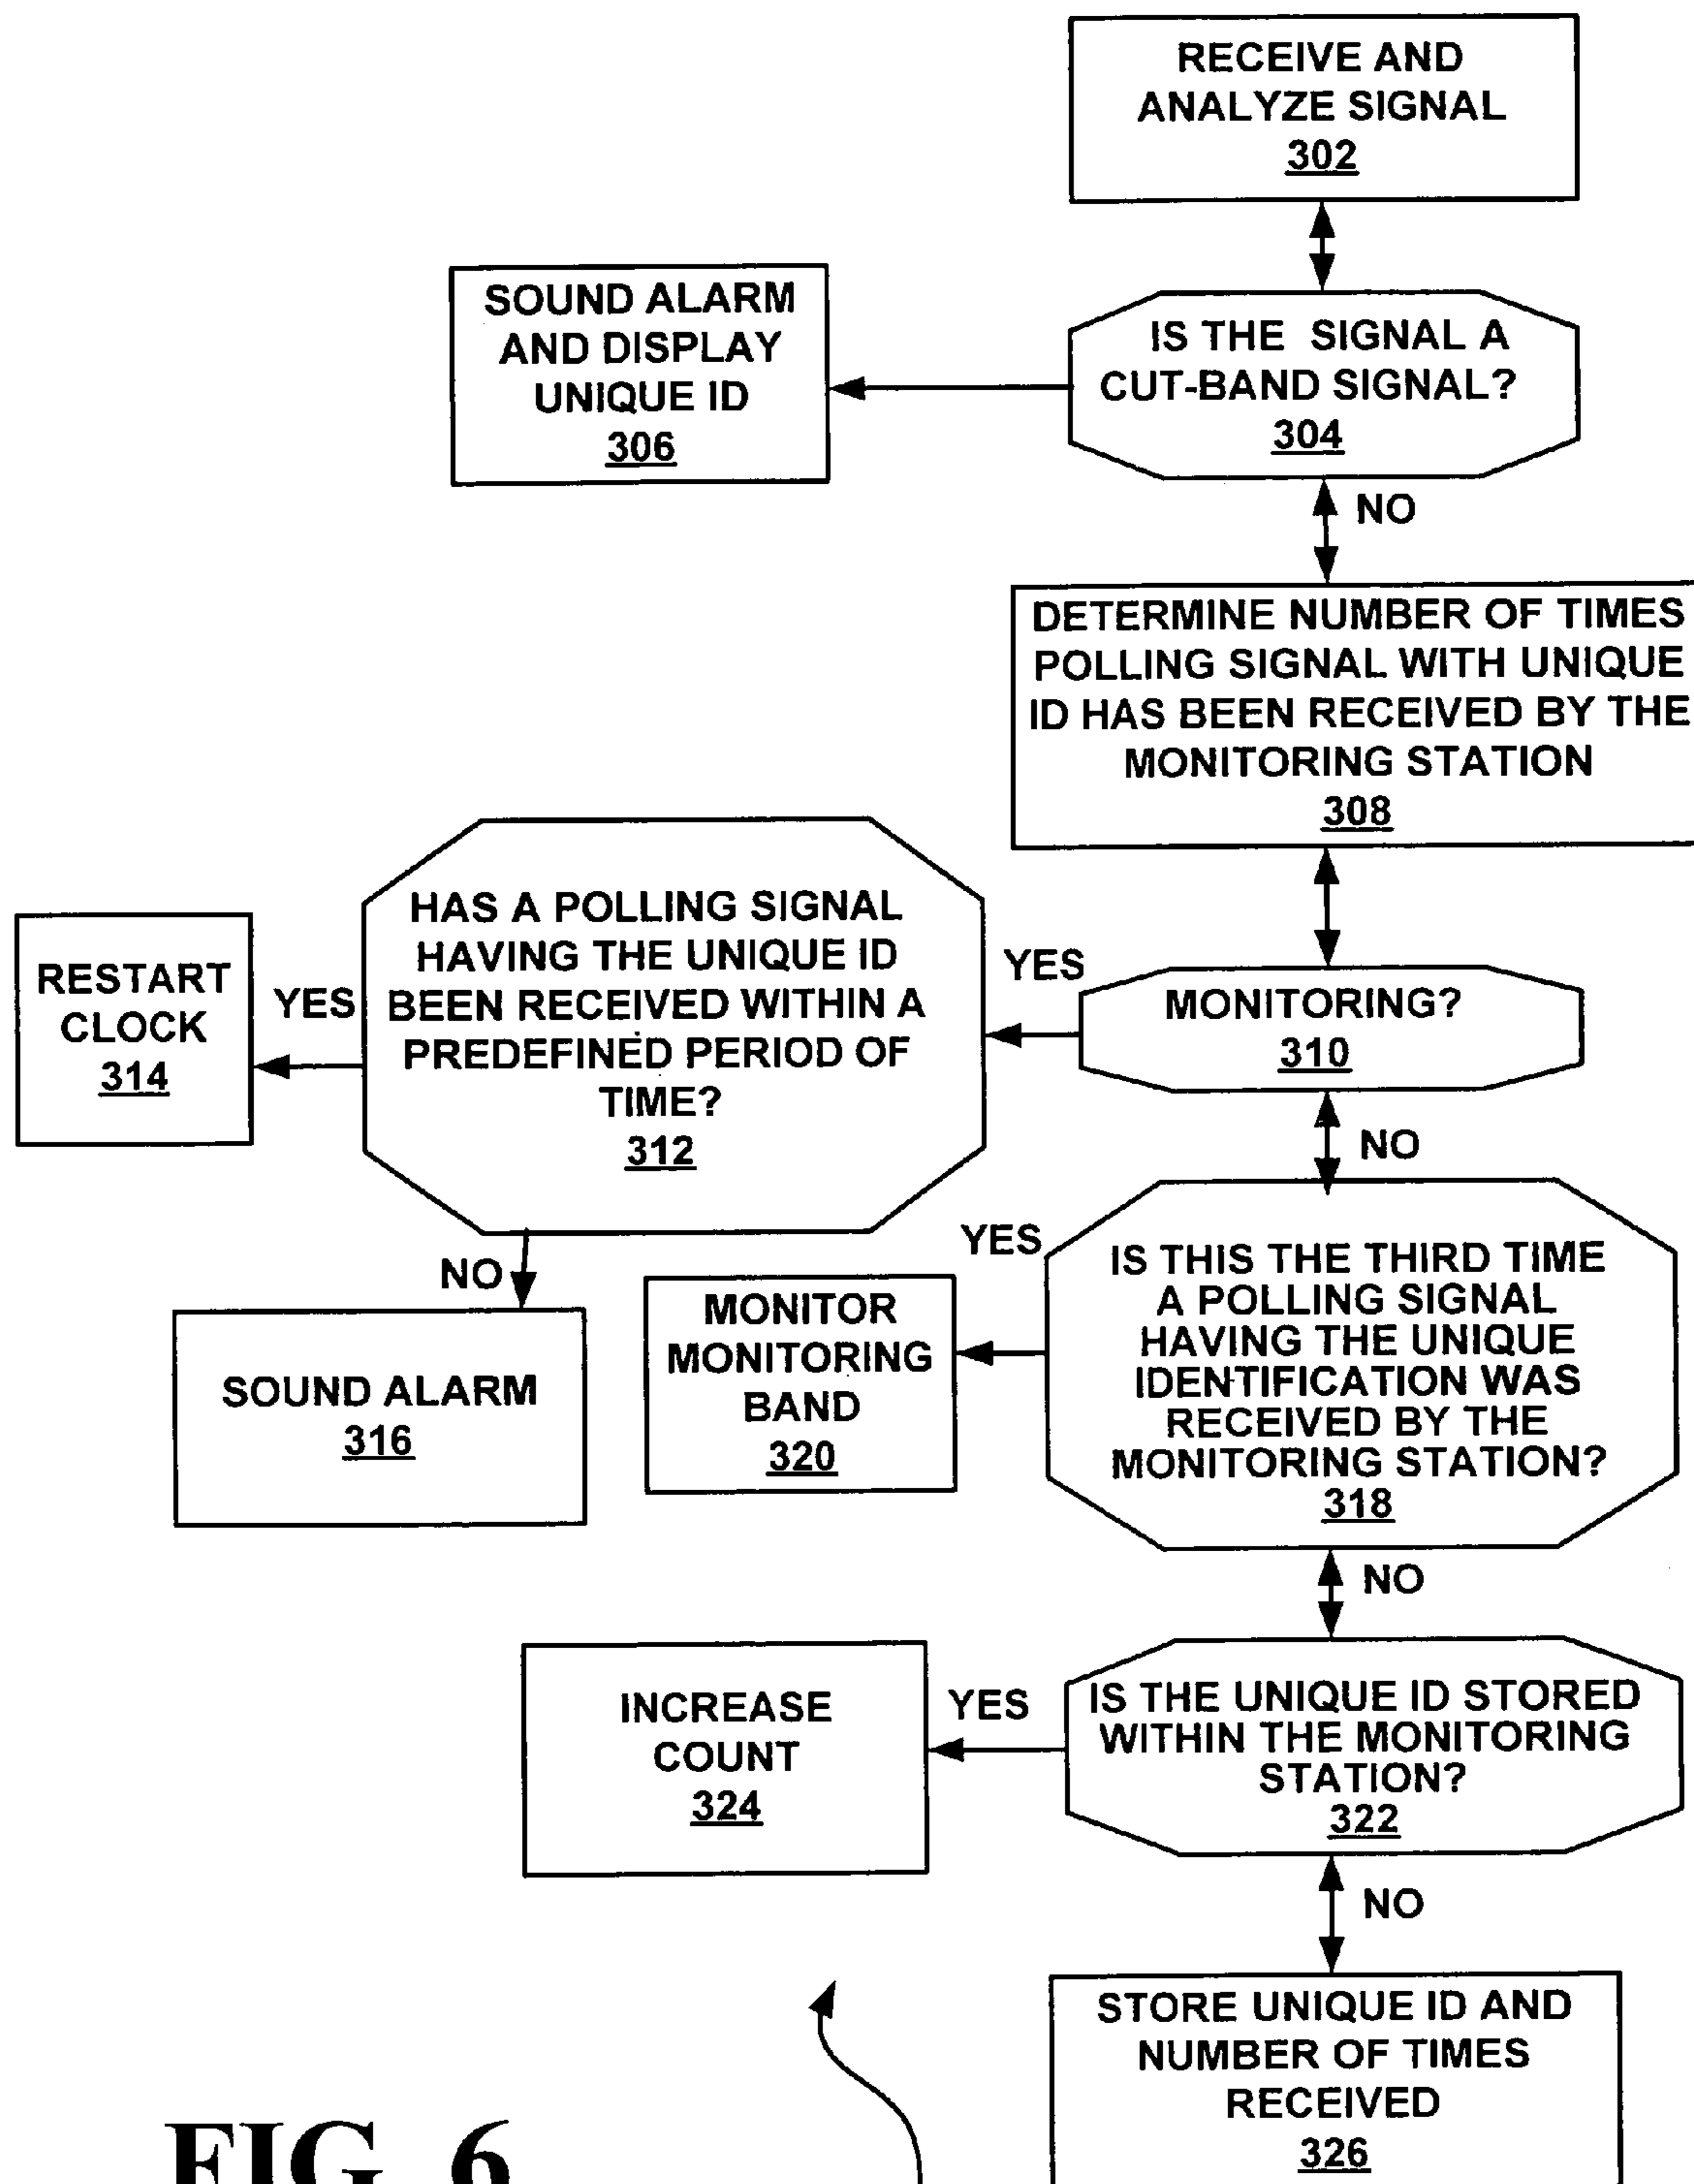 RECEIVE AND
ANALYZE SIGNAL
302
SOUND ALARM
AND DISPLAY
UNIQUE ID
306
IS THE SIGNAL A
CUT-BAND SIGNAL?
304
NO
DETERMINE NUMBER OF TIMES
POLLING SIGNAL WITH UNIQUE
ID HAS BEEN RECEIVED BY THE
MONITORING STATION
308
HAS A POLLING SIGNAL
HAVING THE UNIQUE ID
BEEN RECEIVED WITHIN A
PREDEFINED PERIOD OF
TIME?
312
RESTART
CLOCK
314
YES
YES
MONITORING?
310
NO
NO
SOUND ALARM
316
YES
MONITOR
MONITORING
BAND
320
IS THIS THE THIRD TIME
A POLLING SIGNAL
HAVING THE UNIQUE
IDENTIFICATION WAS
RECEIVED BY THE
MONITORING STATION?
318
NO
INCREASE
COUNT
324
YES
IS THE UNIQUE ID STORED
WITHIN THE MONITORING
STATION?
322
NO
STORE UNIQUE ID AND
NUMBER OF TIMES
RECEIVED
326
FIG. 6